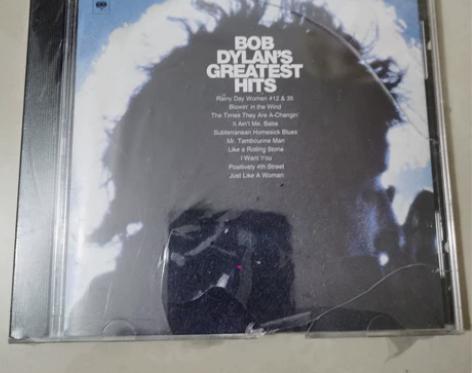 BOB
DYLAN'S
GREATEST
HITS
Rainy Day Women #12 & 35
Blowin' in the Wind
The Times They Are A-Changin'
It Ain't Me, Babe
Subterranean Homesick Blues
Mr. Tambourine Man
Like a Rolling Stone
I Want You
Positively 4th Street
Just Like A Woman